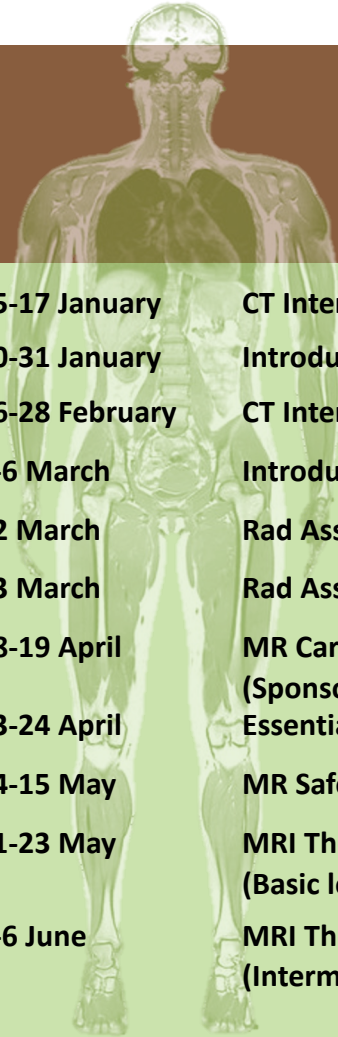 5-17 January CT Inter
0-31 January Introdu
6-28 February CT Inter
-6 March Introdu
2 March Rad Ass
3 March Rad Ass
8-19 April MR Car
(Sponso
3-24 April Essentia
4-15 May MR Safe
1-23 May MRI Th
(Basic le
-6 June MRI Th
(Interm